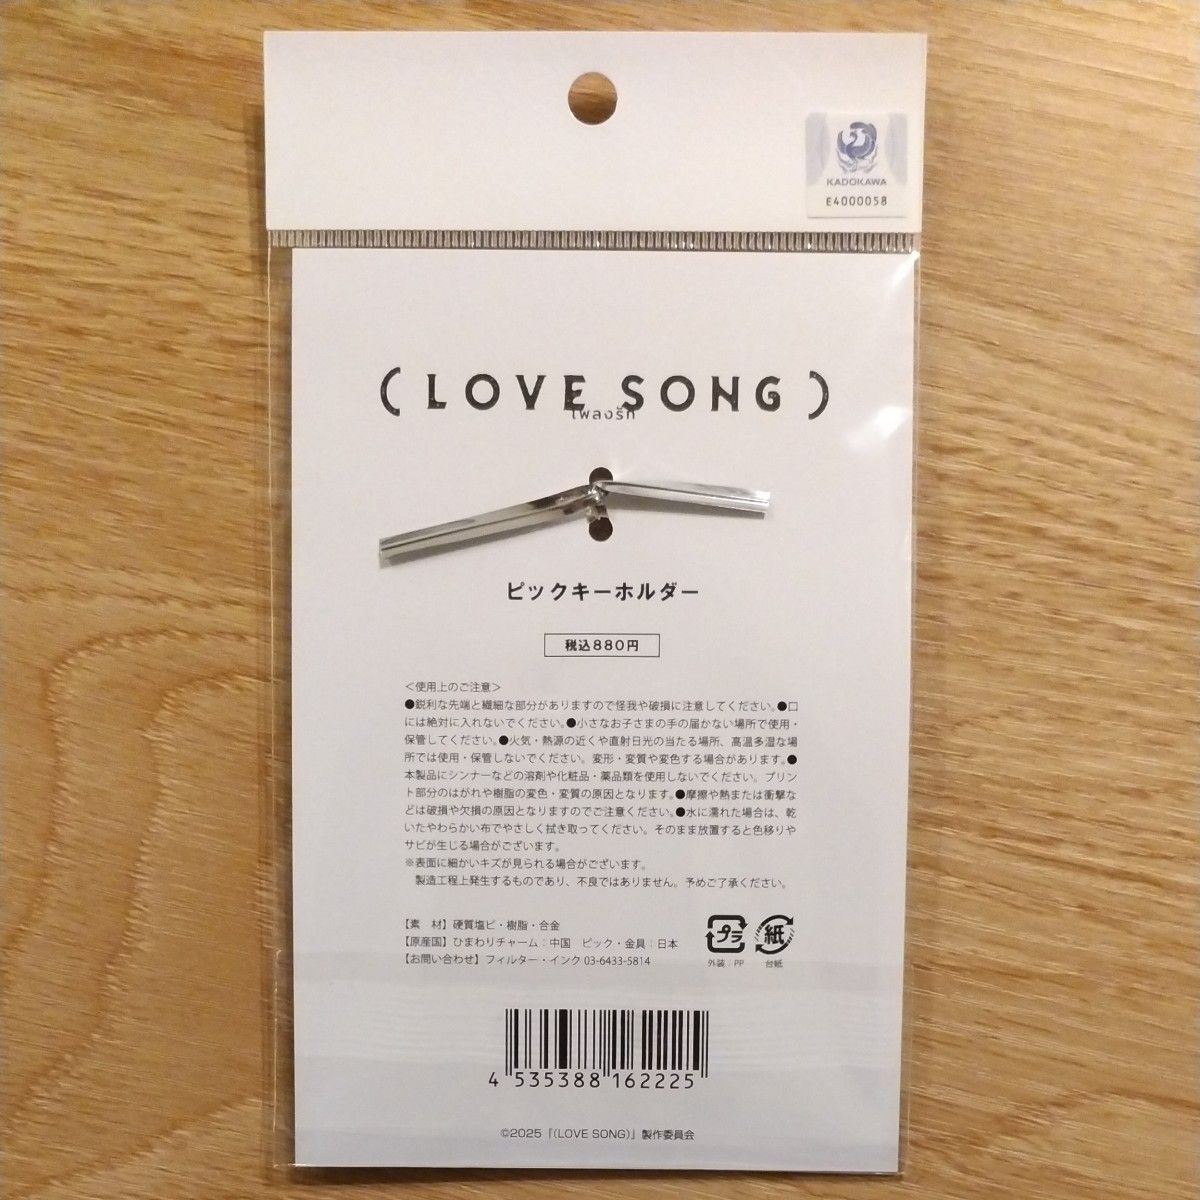 KADOKAWA
E4000058
( LOVE SONG )
เพลงรัก
ピックキーホルダー
税込880円
＜使用上のご注意＞
●鋭利な先端と繊細な部分がありますので怪我や破損に注意してください。●口
には絶対に入れないでください。●小さなお子さまの手の届かない場所で使用・
保管してください。●火気・熱源の近くや直射日光の当たる場所、高温多湿な場
所では使用・保管しないでください。変形・変質や変色する場合があります。●
本製品にシンナーなどの溶剤や化粧品・薬品類を使用しないでください。プリン
ト部分のはがれや樹脂の変色・変質の原因となります。●摩擦や熱または衝撃な
どは破損や欠損の原因となりますのでご注意ください。●水に濡れた場合は、乾
いたやわらかい布でやさしく拭き取ってください。そのまま放置すると色移りや
サビが生じる場合がございます。
※表面に細かいキズが見られる場合がございます。
製造工程上発生するものであり、不良ではありません。予めご了承ください。
【素　材】硬質塩ビ・樹脂・合金
【原産国】ひまわりチャーム：中国　ピック・金具：日本
【お問い合わせ】フィルター・インク 03-6433-5814
プラ 紙
外装：PP 台紙
4 535388 162225
©2025「(LOVE SONG)」製作委員会